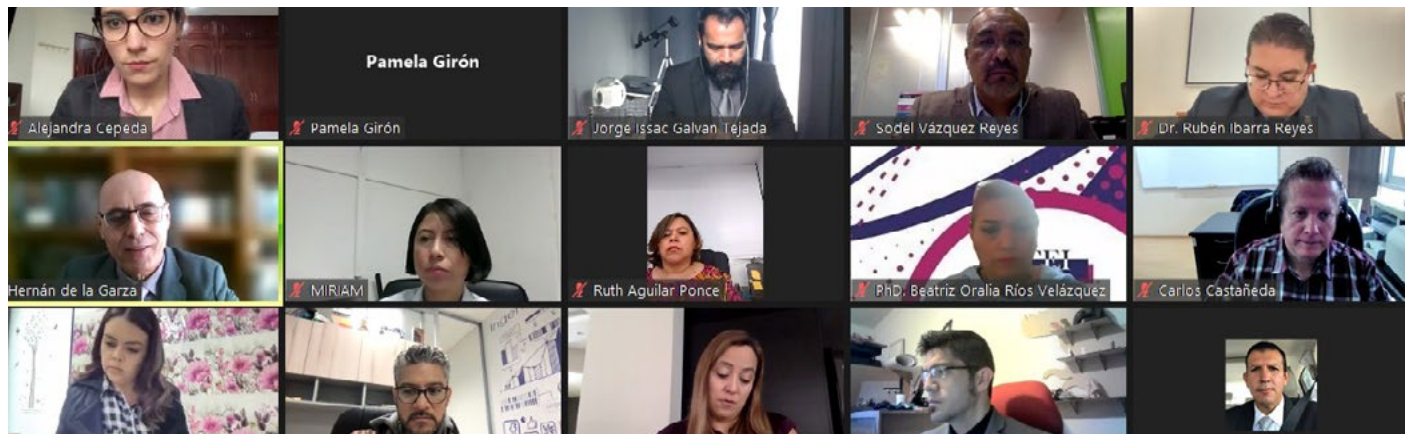 Alejandra Cepeda
Pamela Girón
Pamela Girón
Jorge Issac Galvan Tejada
Sodel Vázquez Reyes
Dr. Rubén Ibarra Reyes
Hernán de la Garza
MIRIAM
Ruth Aguilar Ponce
PhD. Beatriz Oralia Ríos Velázquez
Carlos Castañeda